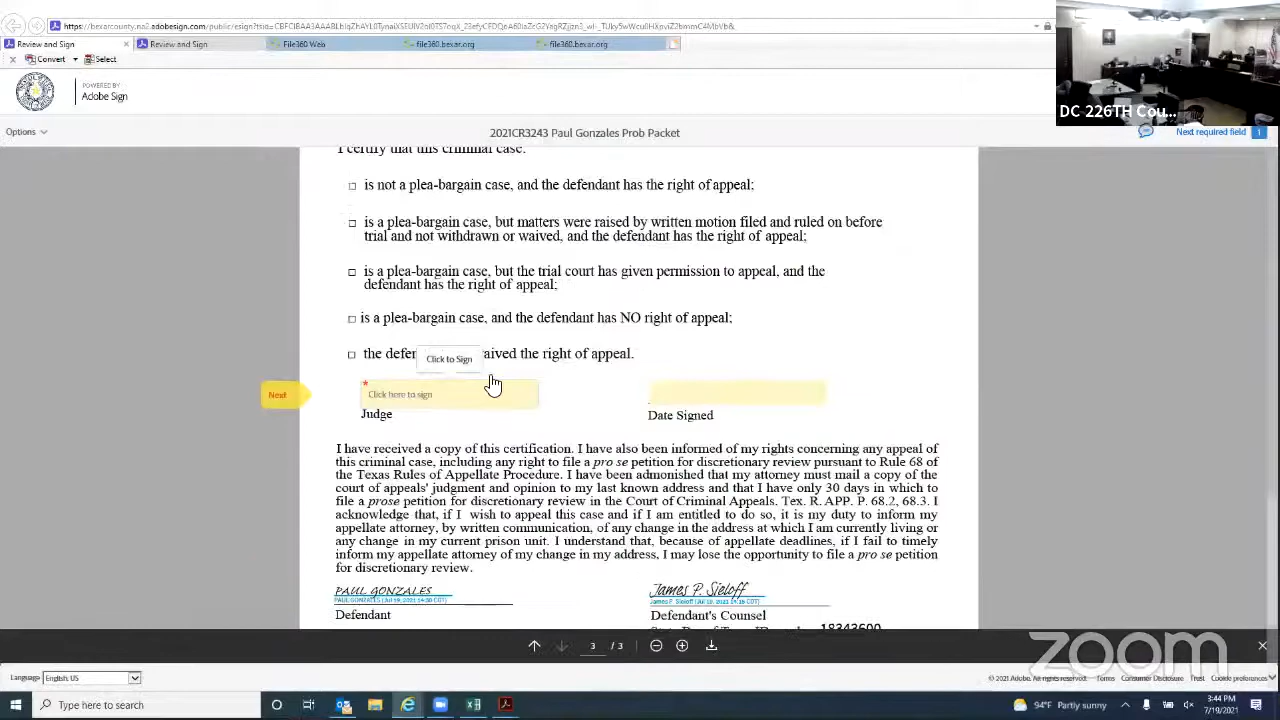 DC 226TH Cou...
Review and Sign
Review and Sign
File360 Web
file360.bexar.org
file360.bexar.org
Convert
Select
POWERED BY
Adobe Sign
Options
2021CR3243 Paul Gonzales Prob Packet
Next required field
1
I certify that this criminal case:
is not a plea-bargain case, and the defendant has the right of appeal;
is a plea-bargain case, but matters were raised by written motion filed and ruled on before
trial and not withdrawn or waived, and the defendant has the right of appeal;
is a plea-bargain case, but the trial court has given permission to appeal, and the
defendant has the right of appeal;
is a plea-bargain case, and the defendant has NO right of appeal;
the defen
Click to Sign
aived the right of appeal.
Next
* Click here to sign
Judge
Date Signed
I have received a copy of this certification. I have also been informed of my rights concerning any appeal of
this criminal case, including any right to file a pro se petition for discretionary review pursuant to Rule 68 of
the Texas Rules of Appellate Procedure. I have been admonished that my attorney must mail a copy of the
court of appeals' judgment and opinion to my last known address and that I have only 30 days in which to
file a prose petition for discretionary review in the Court of Criminal Appeals. Tex. R. APP. P. 68.2, 68.3. I
acknowledge that, if I wish to appeal this case and if I am entitled to do so, it is my duty to inform my
appellate attorney, by written communication, of any change in the address at which I am currently living or
any change in my current prison unit. I understand that, because of appellate deadlines, if I fail to timely
inform my appellate attorney of my change in my address, I may lose the opportunity to file a pro se petition
for discretionary review.
PAUL GONZALES
James P. Sieloff
Defendant
Defendant's Counsel
18343600
3 / 3
zoom
Language English: US
© 2021 Adobe. All rights reserved. Terms Consumer Disclosure Trust Cookie preferences
Type here to search
94°F Partly sunny
3:44 PM
7/19/2021